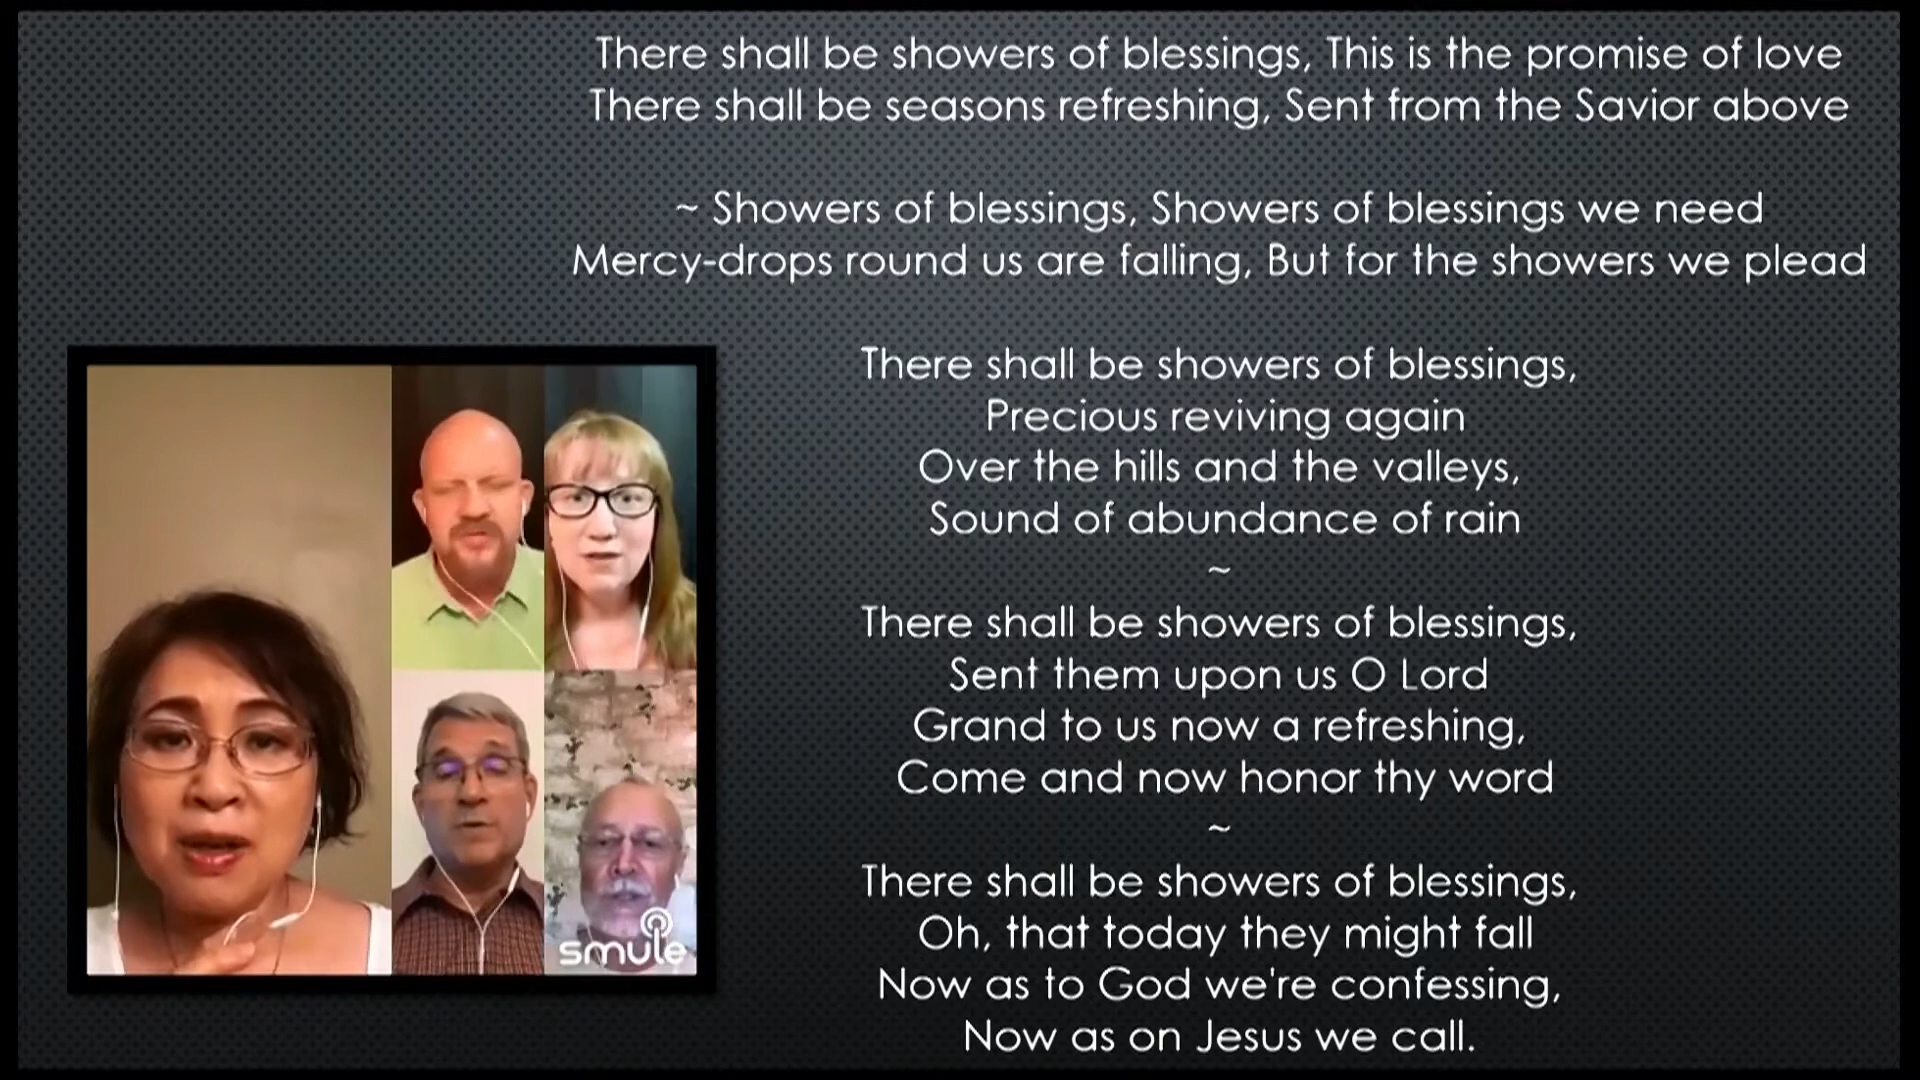 There shall be showers of blessings, This is the promise of love
There shall be seasons refreshing, Sent from the Savior above
~ Showers of blessings, Showers of blessings we need
Mercy-drops round us are falling, But for the showers we plead
There shall be showers of blessings,
Precious reviving again
Over the hills and the valleys,
Sound of abundance of rain
~
There shall be showers of blessings,
Sent them upon us O Lord
Grand to us now a refreshing,
Come and now honor thy word
~
There shall be showers of blessings,
Oh, that today they might fall
Now as to God we're confessing,
Now as on Jesus we call.
smule